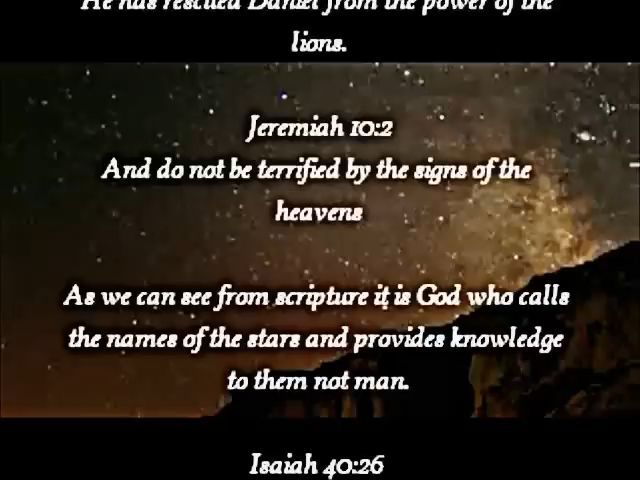 He has rescued Daniel from the power of the
lions.
Jeremiah 10:2
And do not be terrified by the signs of the
heavens
As we can see from scripture it is God who calls
the names of the stars and provides knowledge
to them not man.
Isaiah 40:26